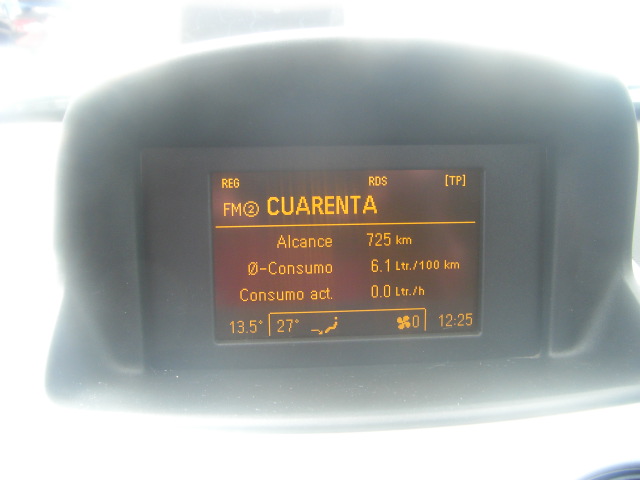 REG RDS [TP]
FM② CUARENTA
Alcance 725 km
Ø-Consumo 6.1 Ltr./100 km
Consumo act. 0.0 Ltr./h
13.5° 27° 0 12:25